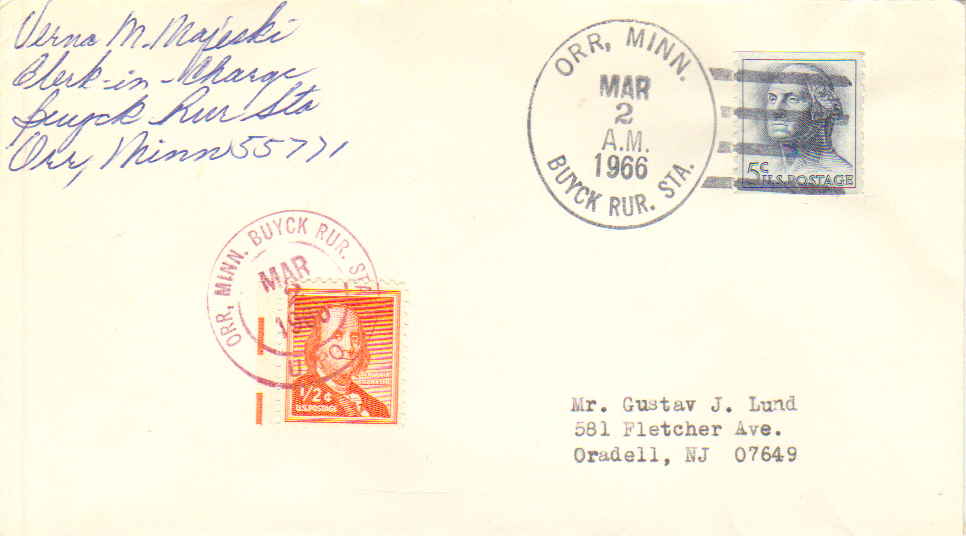 Verna M. Majeski
Clerk-in-Charge
Buyck Rur Sta
Orr, Minn 55771
ORR, MINN.
MAR
2
A.M.
1966
BUYCK RUR. STA.
5¢
U.S. POSTAGE
ORR, MINN. BUYCK RUR.
MAR
2
½¢
U.S. POSTAGE
Mr. Gustav J. Lund
581 Fletcher Ave.
Oradell, NJ 07649